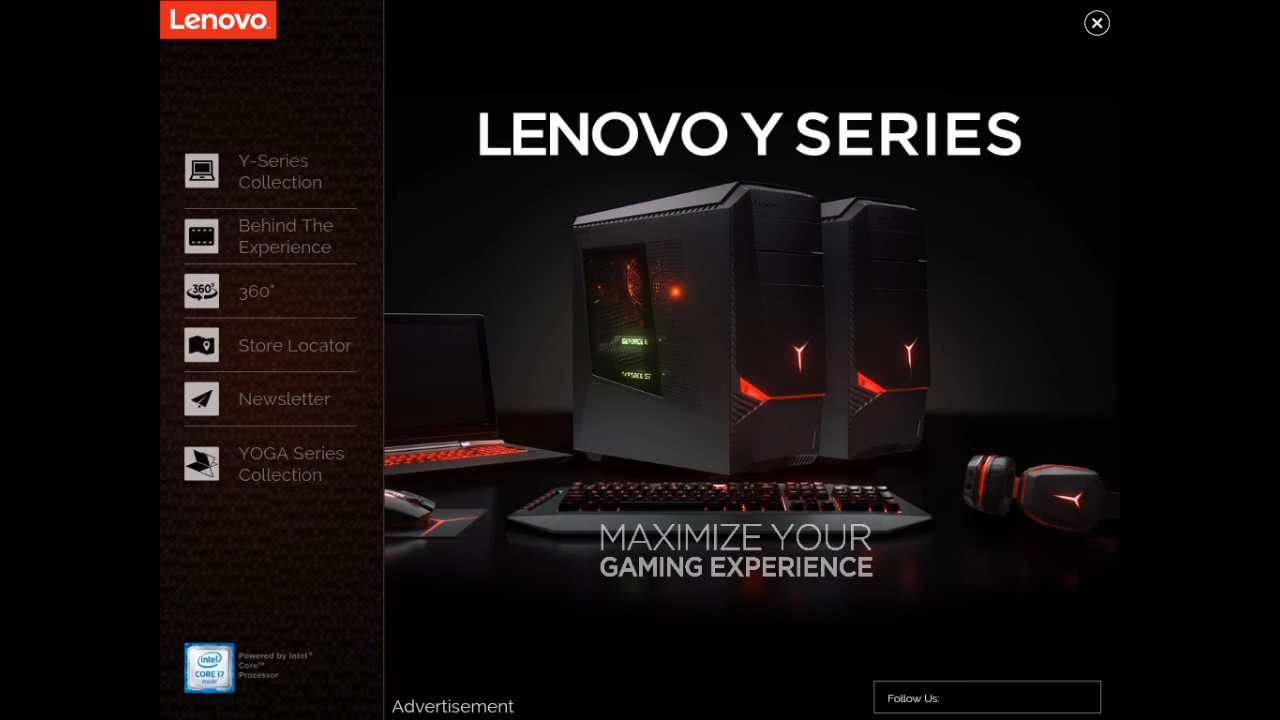 Lenovo
Y-Series
Collection
Behind The
Experience
360°
360°
Store Locator
Newsletter
YOGA Series
Collection
intel
CORE i7
inside
Powered by Intel®
Core™
Processor
LENOVO Y SERIES
MAXIMIZE YOUR
GAMING EXPERIENCE
Advertisement
Follow Us: